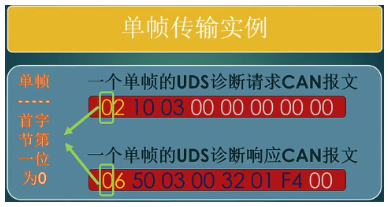 单帧传输实例
单帧
-----
首字
节第
一位
为0
一个单帧的UDS诊断请求CAN报文
02 10 03 00 00 00 00 00
一个单帧的UDS诊断响应CAN报文
06 50 03 00 32 01 F4 00